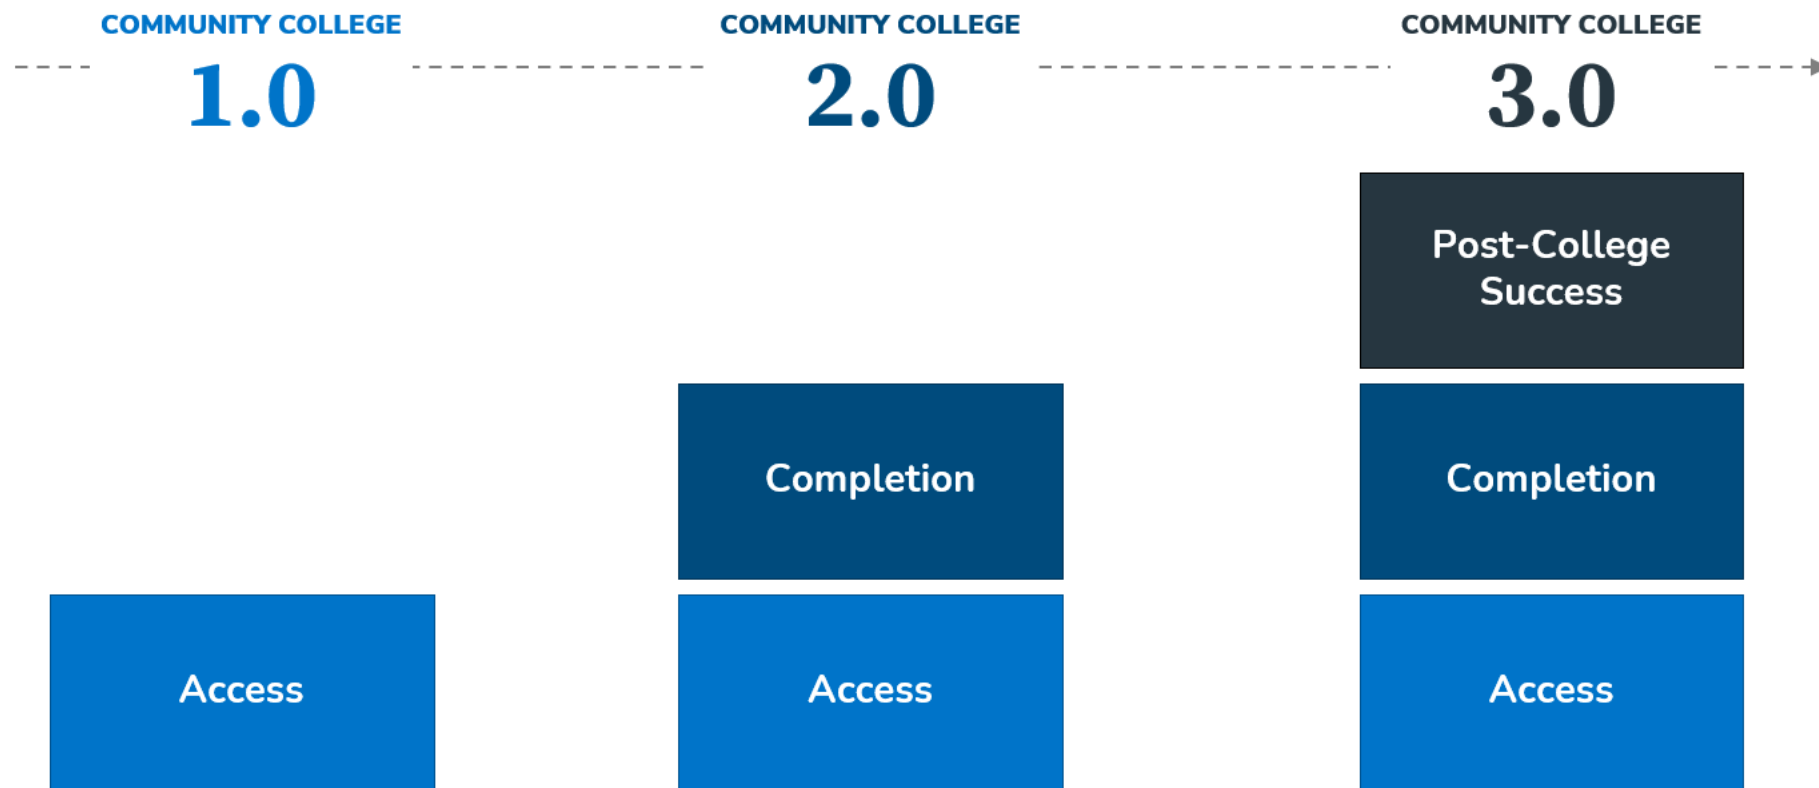 COMMUNITY COLLEGE
1.0
COMMUNITY COLLEGE
2.0
COMMUNITY COLLEGE
3.0
Post-College
Success
Completion
Completion
Access
Access
Access